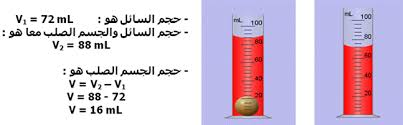 - حجم السائل هو : V₁ = 72 mL
- حجم السائل والجسم الصلب معا هو :
V₂ = 88 mL
- حجم الجسم الصلب هو :
V = V₂ – V₁
V = 88 - 72
V = 16 mL
mL
100
80
60
40
20
mL
100
80
60
40
20